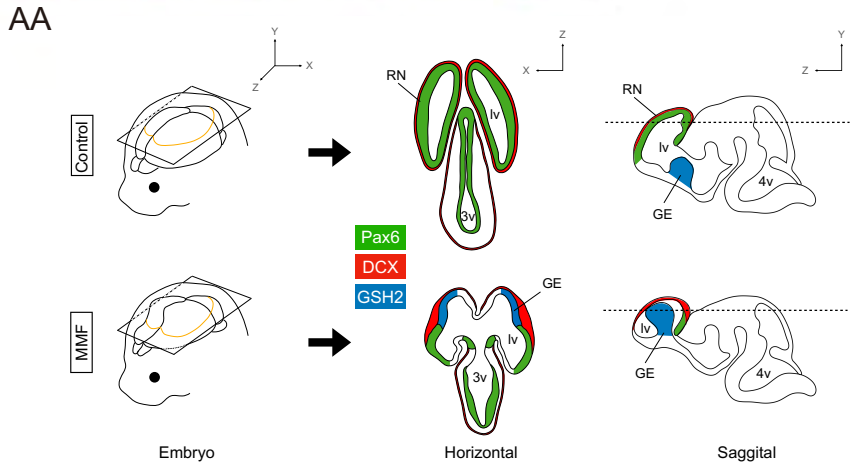 AA
Y
X
Z
Z
X
Y
Z
Control
RN
lv
3v
RN
lv
GE
4v
Pax6
DCX
GSH2
MMF
GE
lv
3v
lv
GE
4v
Embryo
Horizontal
Saggital